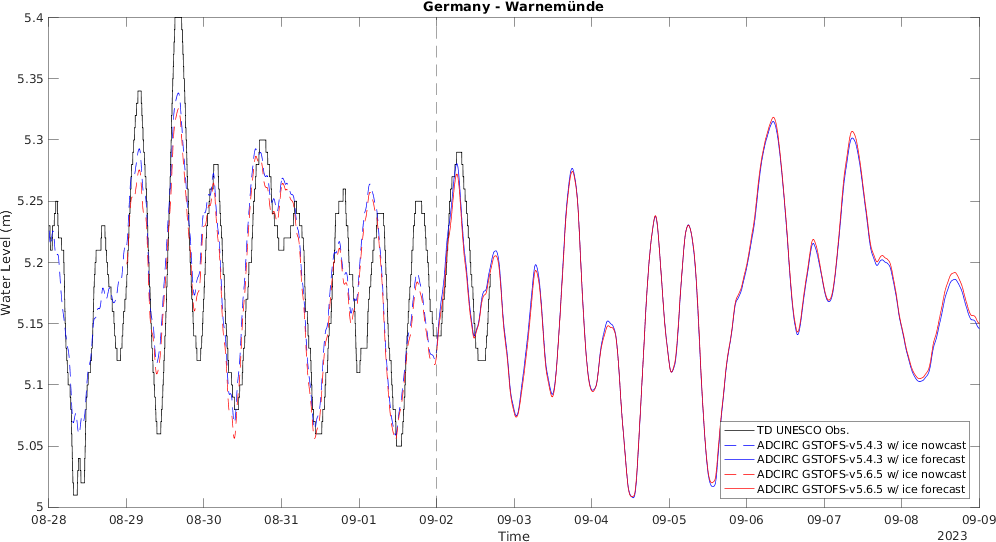 Germany - Warnemünde
5.4
5.35
5.3
5.25
5.2
5.15
5.1
5.05
5
Water Level (m)
TD UNESCO Obs.
ADCIRC GSTOFS-v5.4.3 w/ ice nowcast
ADCIRC GSTOFS-v5.4.3 w/ ice forecast
ADCIRC GSTOFS-v5.6.5 w/ ice nowcast
ADCIRC GSTOFS-v5.6.5 w/ ice forecast
08-28 08-29 08-30 08-31 09-01 09-02 09-03 09-04 09-05 09-06 09-07 09-08 09-09
Time
2023